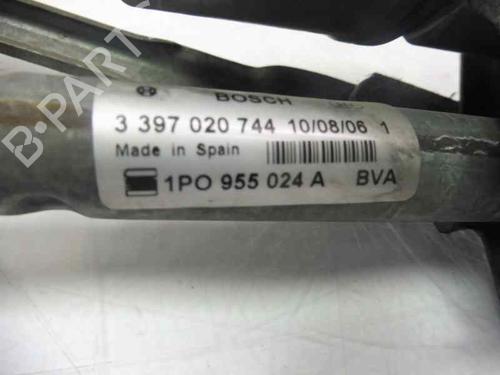 BOSCH
3 397 020 744 10/08/06 1
Made in Spain
1PO 955 024 A BVA
B-PARTS